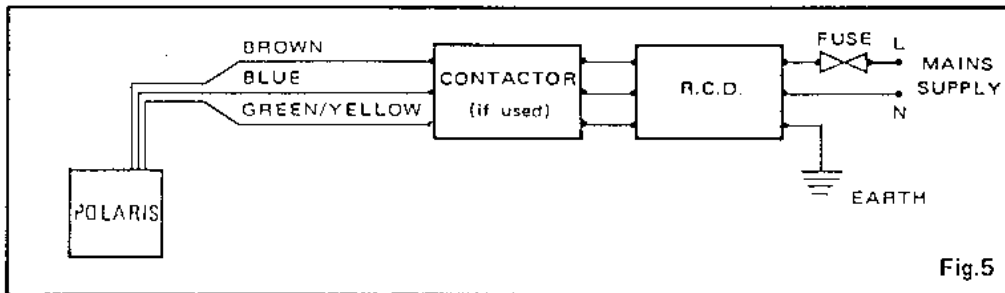 BROWN
BLUE
GREEN/YELLOW
CONTACTOR
(if used)
R.C.D.
FUSE
L
MAINS
SUPPLY
N
EARTH
POLARIS
Fig.5